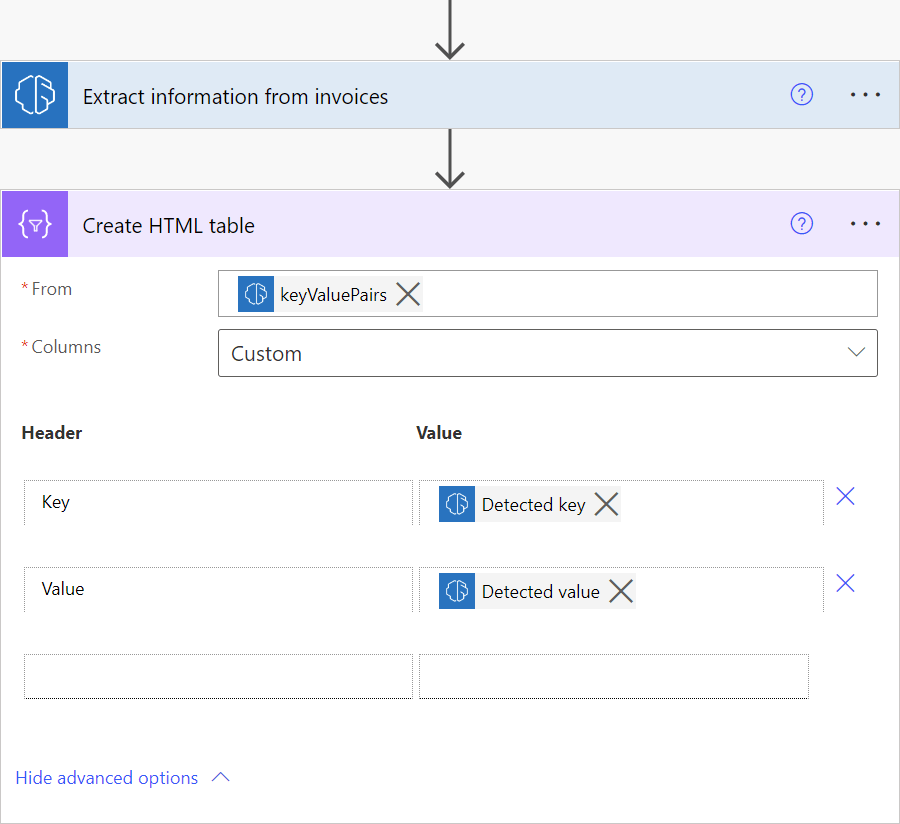 Extract information from invoices
Create HTML table
* From
keyValuePairs
* Columns
Custom
Header Value
Key Detected key
Value Detected value
Hide advanced options